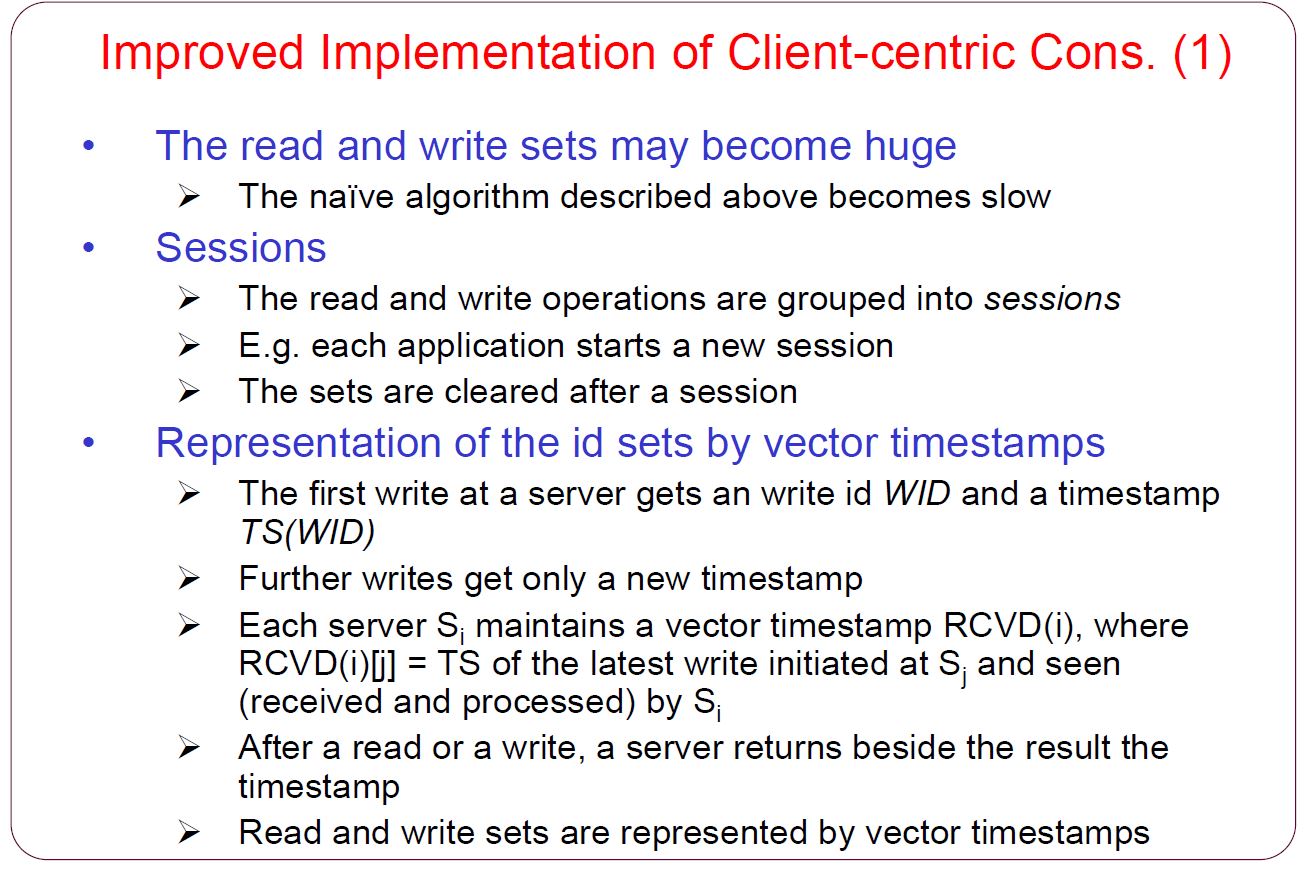 Improved Implementation of Client-centric Cons. (1)
• The read and write sets may become huge
➢ The naïve algorithm described above becomes slow
• Sessions
➢ The read and write operations are grouped into sessions
➢ E.g. each application starts a new session
➢ The sets are cleared after a session
• Representation of the id sets by vector timestamps
➢ The first write at a server gets an write id WID and a timestamp
TS(WID)
➢ Further writes get only a new timestamp
➢ Each server Si maintains a vector timestamp RCVD(i), where
RCVD(i)[j] = TS of the latest write initiated at Sj and seen
(received and processed) by Si
➢ After a read or a write, a server returns beside the result the
timestamp
➢ Read and write sets are represented by vector timestamps